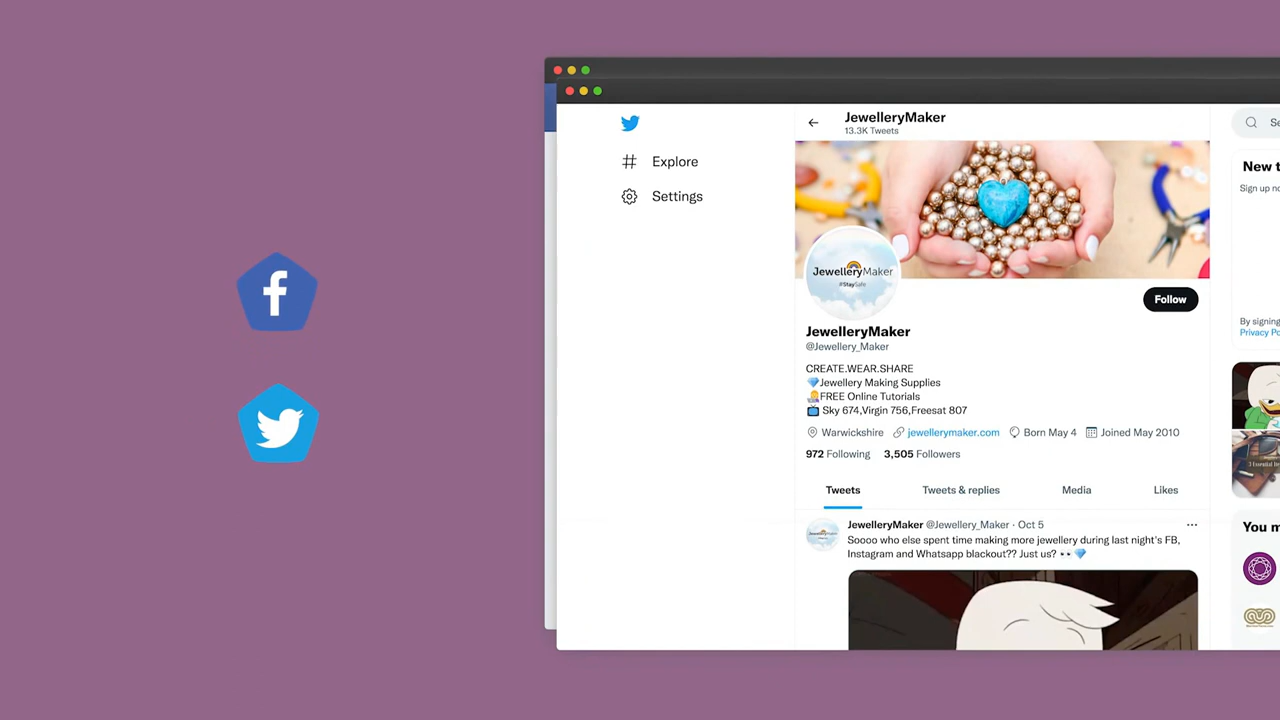 JewelleryMaker
13.3K Tweets
Explore
Settings
JewelleryMaker
#StaySafe
New t
Sign up no
Follow
By signing
Privacy Po
JewelleryMaker
@Jewellery_Maker
CREATE.WEAR.SHARE
💎Jewellery Making Supplies
FREE Online Tutorials
📺 Sky 674,Virgin 756,Freesat 807
Warwickshire jewellerymaker.com Born May 4 Joined May 2010
972 Following 3,505 Followers
Tweets Tweets & replies Media Likes
JewelleryMaker @Jewellery_Maker · Oct 5 ···
Soooo who else spent time making more jewellery during last night's FB,
Instagram and Whatsapp blackout?? Just us? 👀 💎
You m